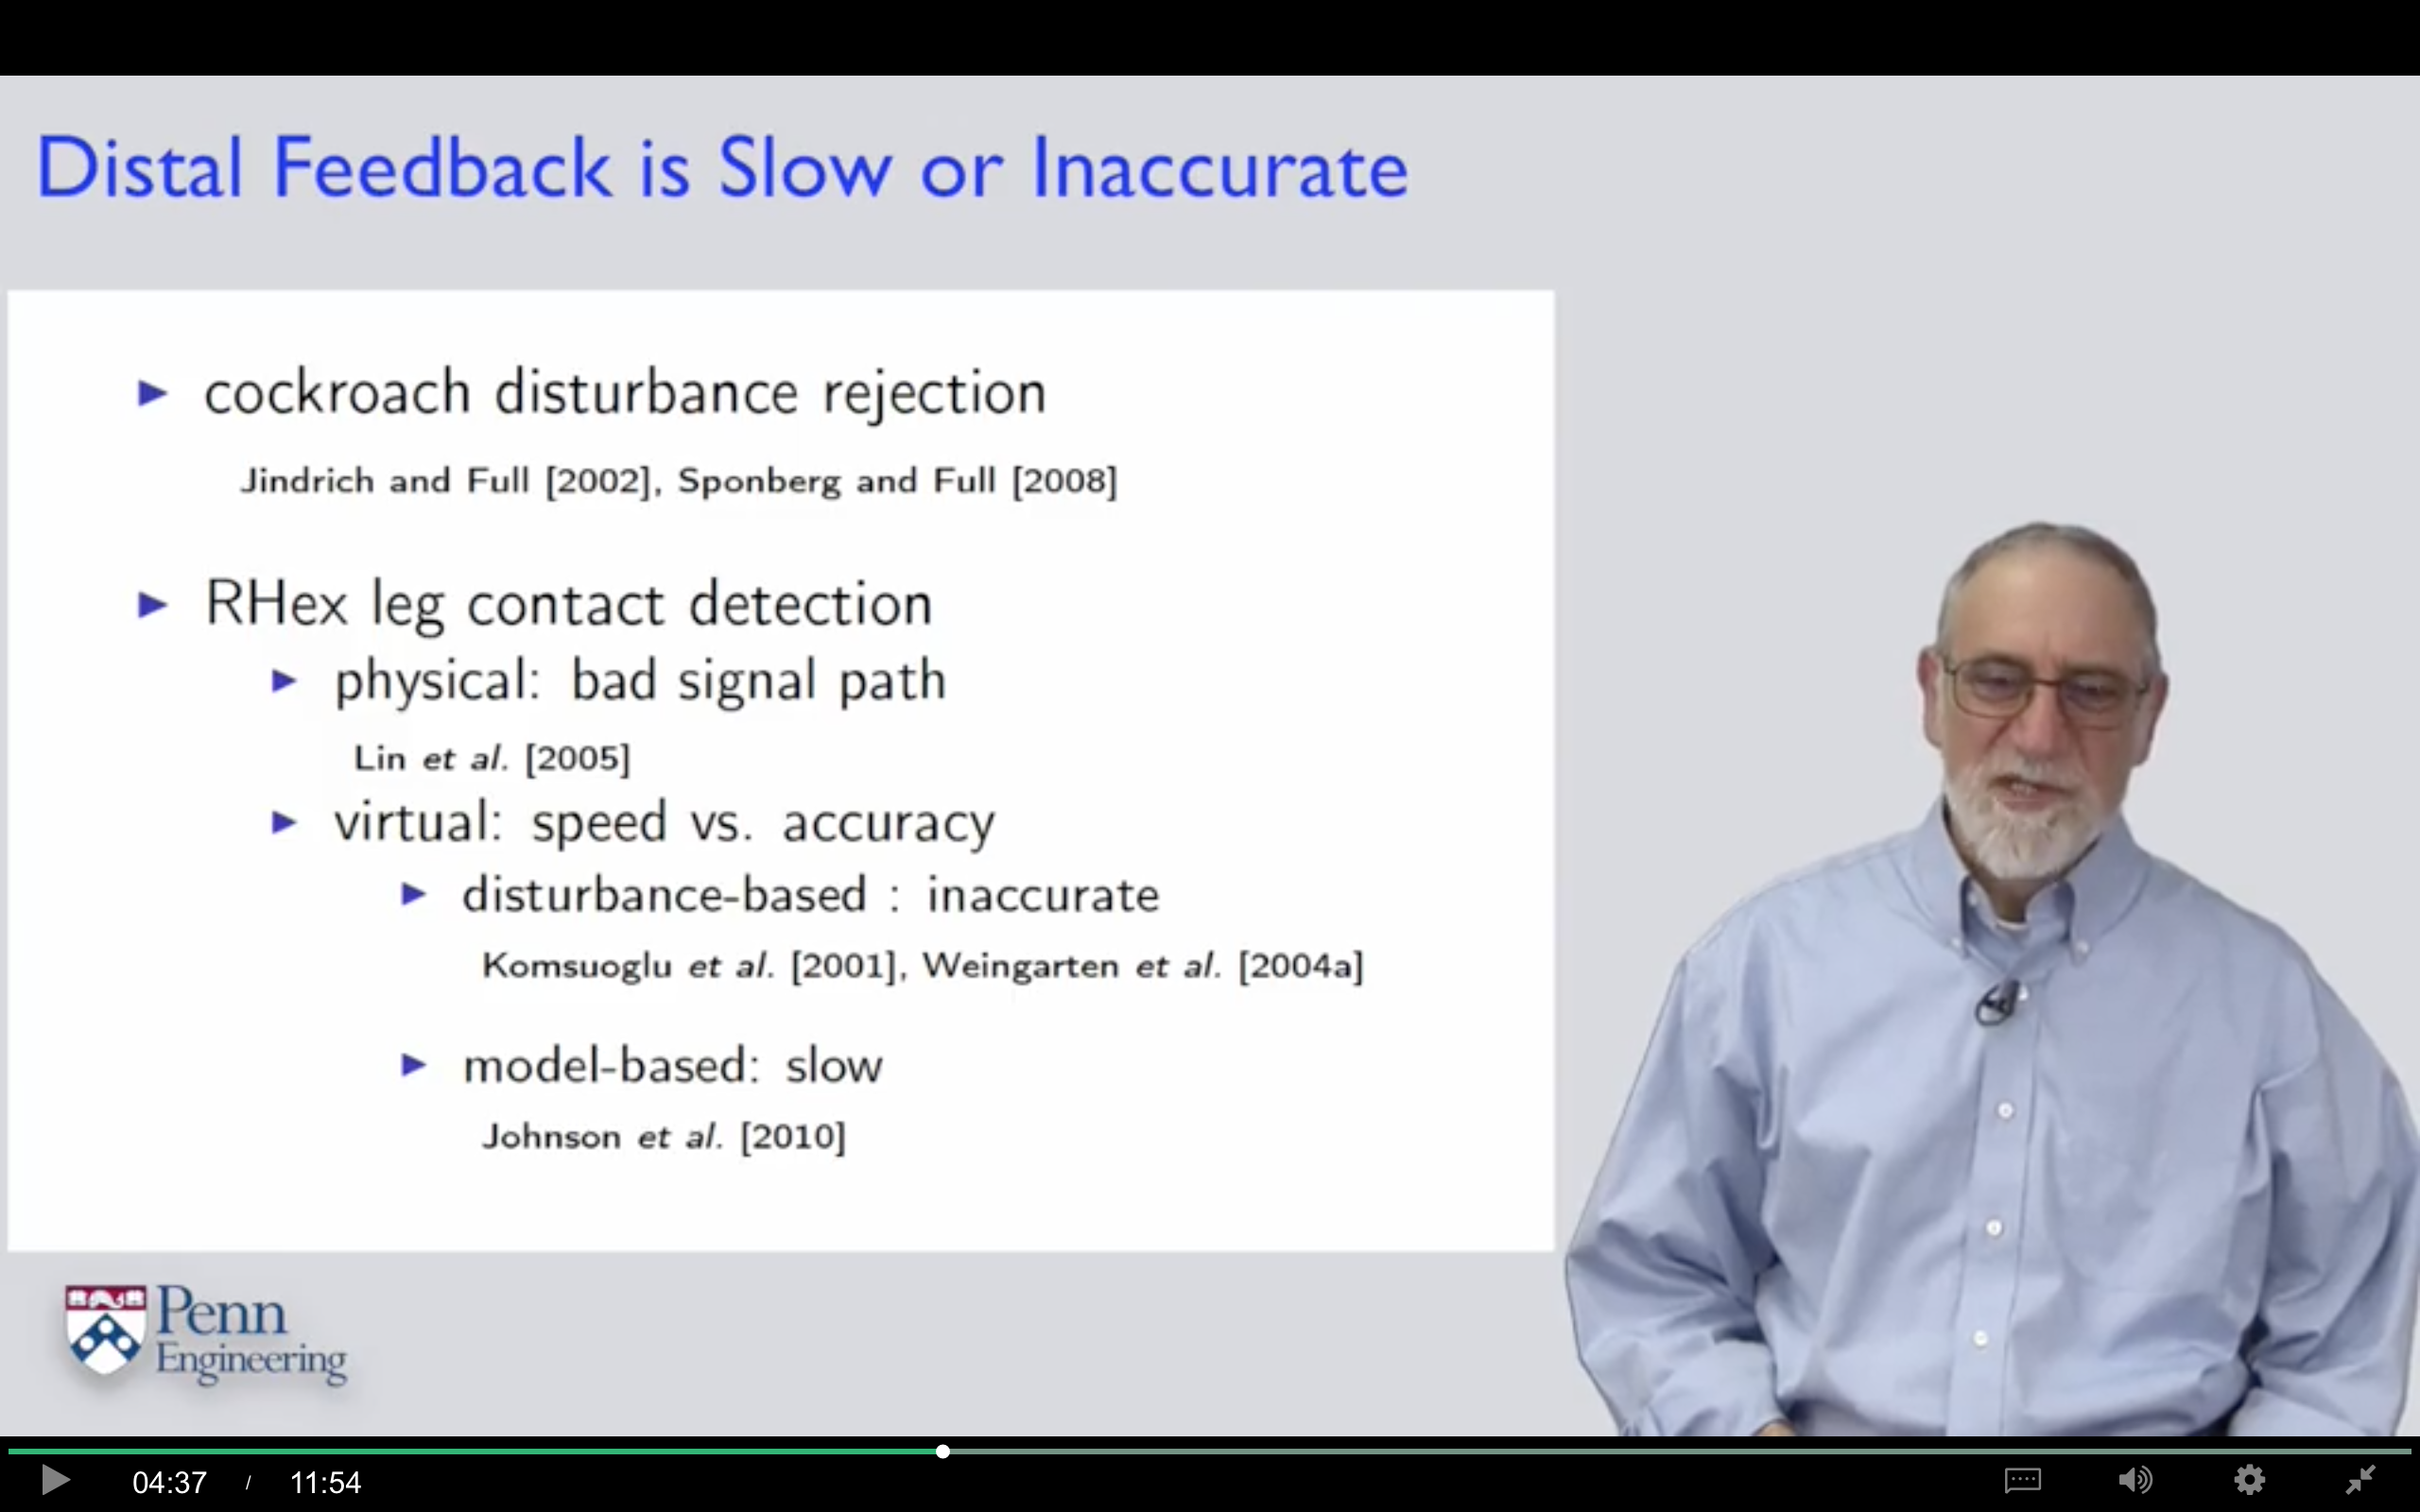 Distal Feedback is Slow or Inaccurate
cockroach disturbance rejection
Jindrich and Full [2002], Sponberg and Full [2008]
RHex leg contact detection
physical: bad signal path
Lin et al. [2005]
virtual: speed vs. accuracy
disturbance-based : inaccurate
Komsuoglu et al. [2001], Weingarten et al. [2004a]
model-based: slow
Johnson et al. [2010]
Penn
Engineering
04:37 / 11:54